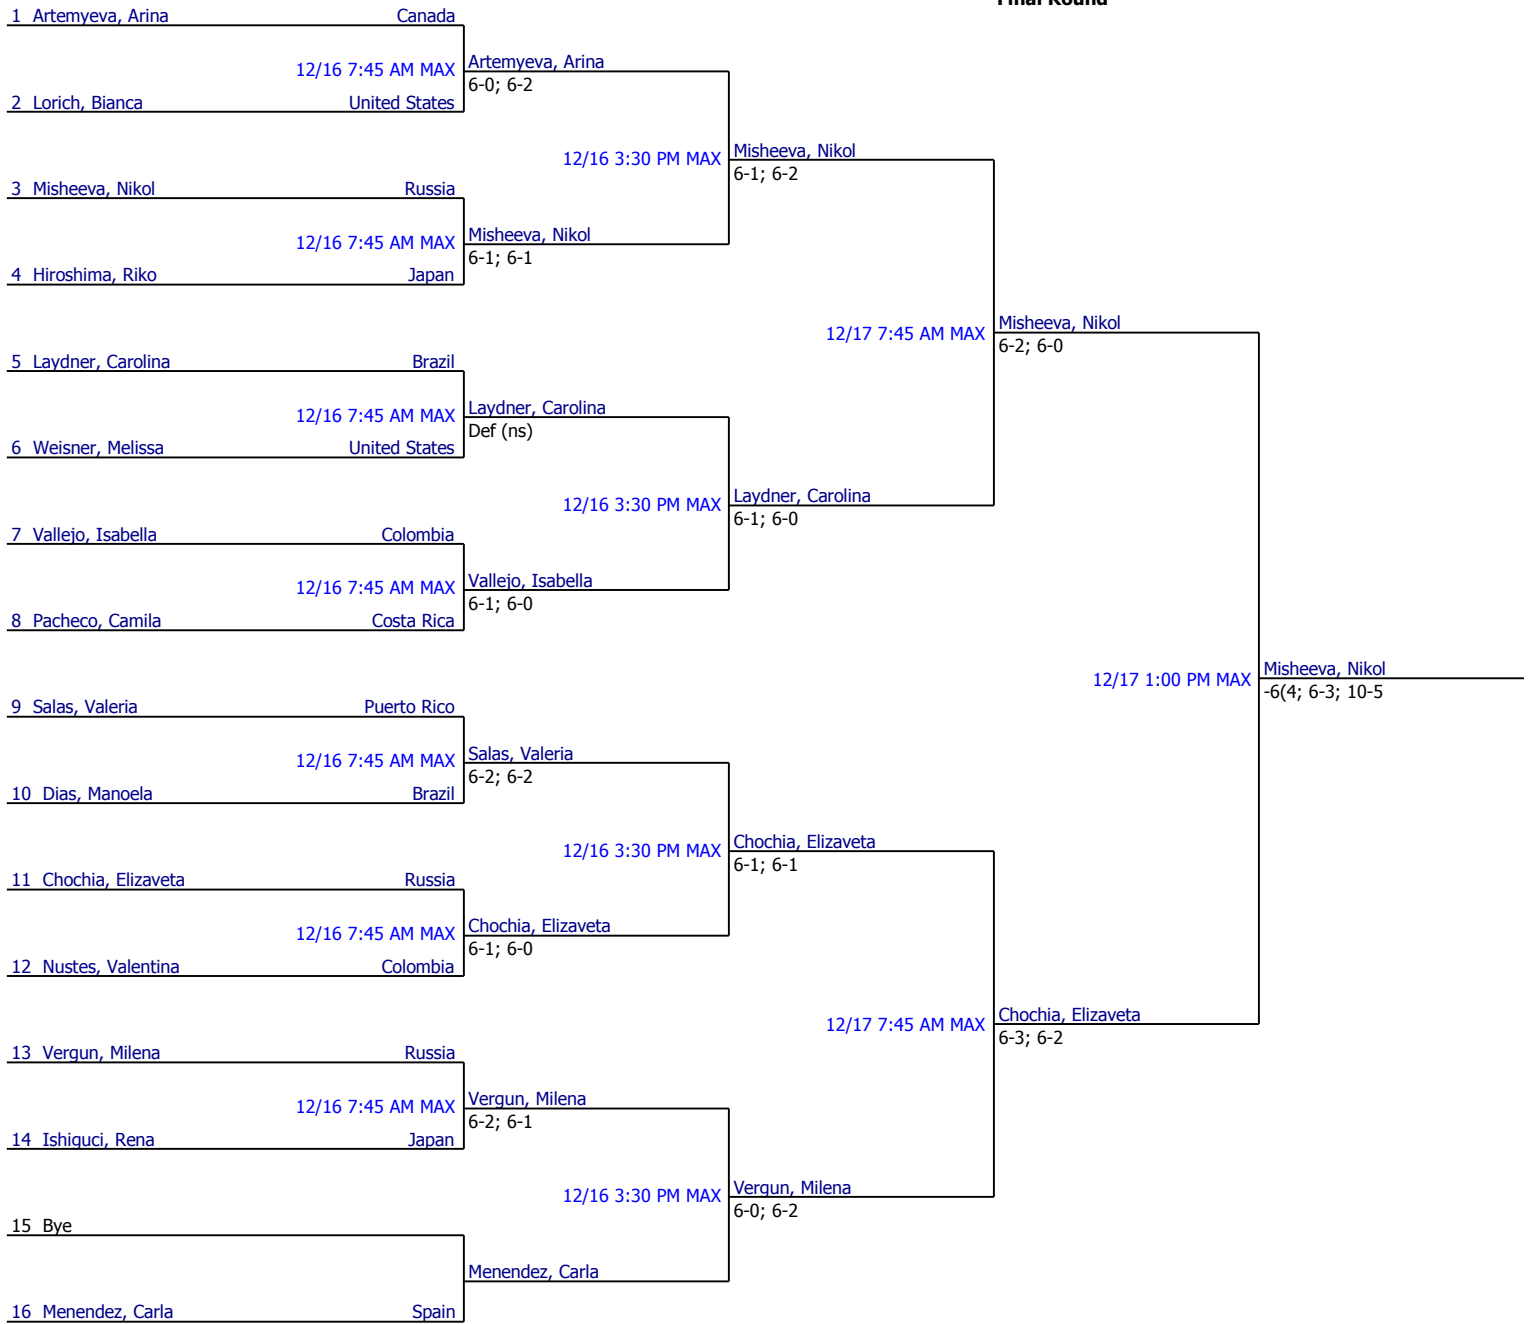 Final Round
1 Artemyeva, Arina Canada
12/16 7:45 AM MAX Artemyeva, Arina
6-0; 6-2
2 Lorich, Bianca United States
12/16 3:30 PM MAX Misheeva, Nikol
6-1; 6-2
3 Misheeva, Nikol Russia
12/16 7:45 AM MAX Misheeva, Nikol
6-1; 6-1
4 Hiroshima, Riko Japan
12/17 7:45 AM MAX Misheeva, Nikol
6-2; 6-0
5 Laydner, Carolina Brazil
12/16 7:45 AM MAX Laydner, Carolina
Def (ns)
6 Weisner, Melissa United States
12/16 3:30 PM MAX Laydner, Carolina
6-1; 6-0
7 Vallejo, Isabella Colombia
12/16 7:45 AM MAX Vallejo, Isabella
6-1; 6-0
8 Pacheco, Camila Costa Rica
12/17 1:00 PM MAX Misheeva, Nikol
-6(4; 6-3; 10-5
9 Salas, Valeria Puerto Rico
12/16 7:45 AM MAX Salas, Valeria
6-2; 6-2
10 Dias, Manoela Brazil
12/16 3:30 PM MAX Chochia, Elizaveta
6-1; 6-1
11 Chochia, Elizaveta Russia
12/16 7:45 AM MAX Chochia, Elizaveta
6-1; 6-0
12 Nustes, Valentina Colombia
12/17 7:45 AM MAX Chochia, Elizaveta
6-3; 6-2
13 Vergun, Milena Russia
12/16 7:45 AM MAX Vergun, Milena
6-2; 6-1
14 Ishiguci, Rena Japan
12/16 3:30 PM MAX Vergun, Milena
6-0; 6-2
15 Bye
Menendez, Carla
16 Menendez, Carla Spain